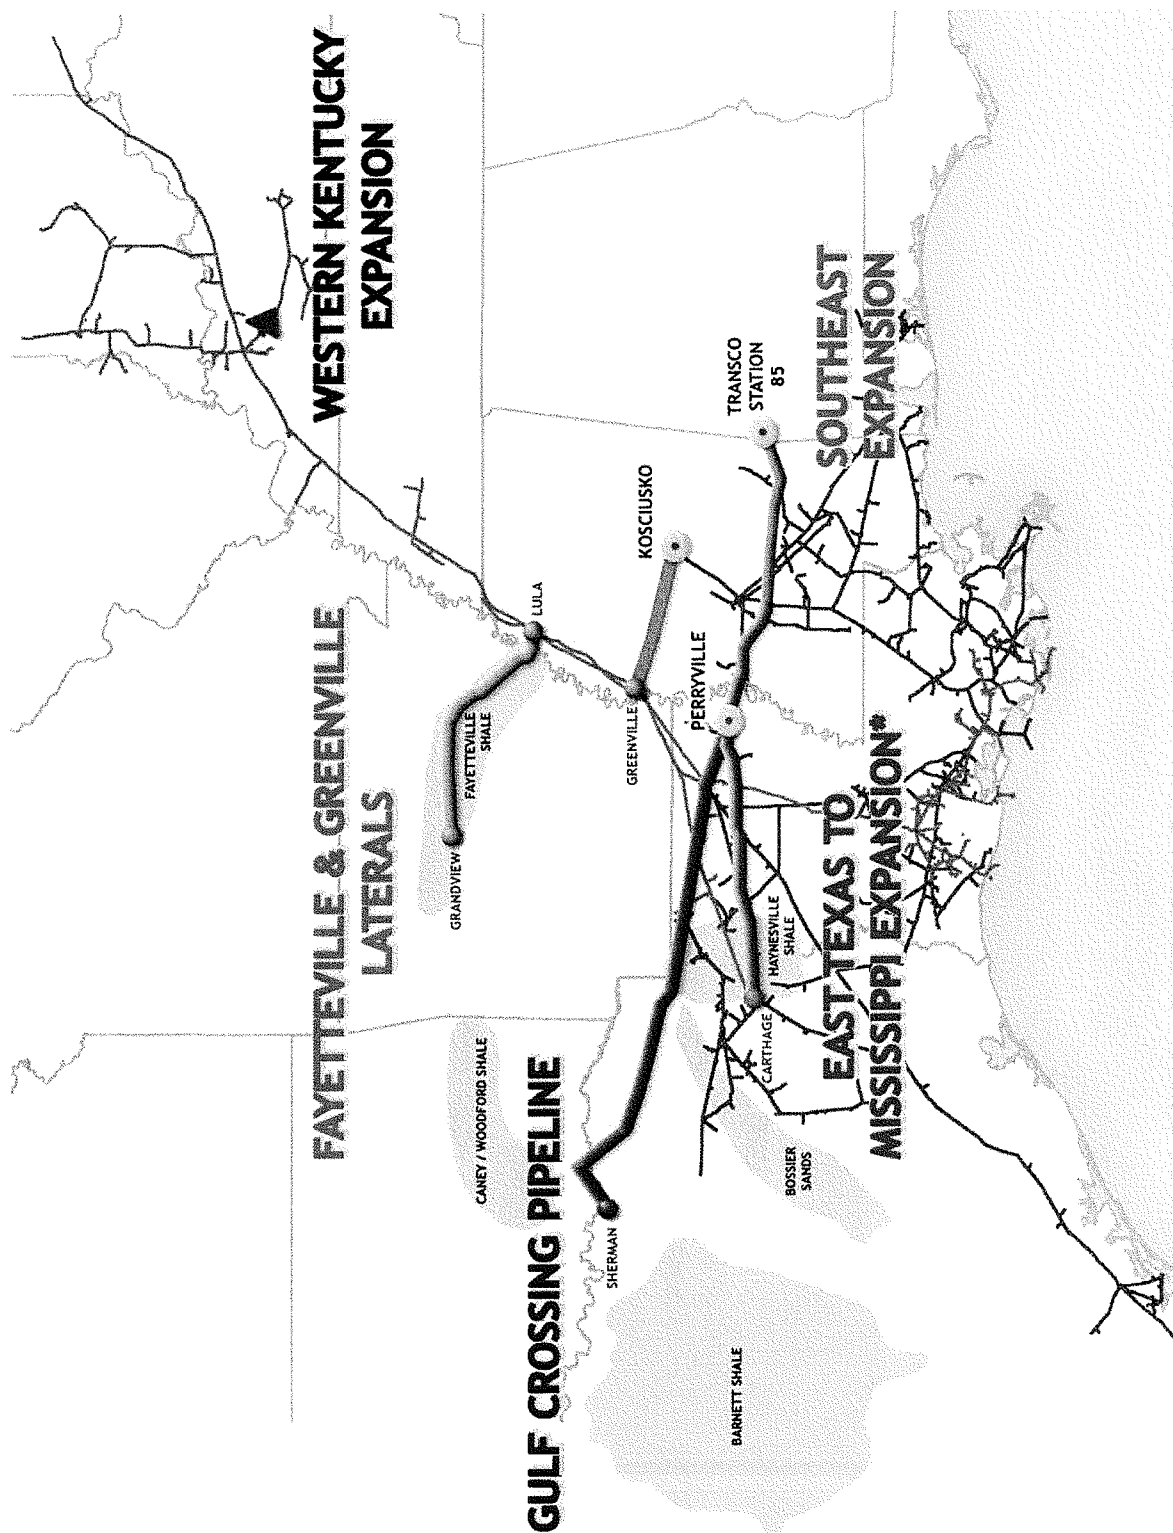 WESTERN KENTUCKY
EXPANSION
FAYETTEVILLE & GREENVILLE
LATERALS
GULF CROSSING PIPELINE
CANEY / WOODFORD SHALE
GRANDVIEW
FAYETTEVILLE
SHALE
LULA
SHERMAN
GREENVILLE
KOSCIUSKO
PERRYVILLE
TRANSCO
STATION
85
BARNETT SHALE
BOSSIER
SANDS
CARTHAGE
HAYNESVILLE
SHALE
EAST TEXAS TO
MISSISSIPPI EXPANSION*
SOUTHEAST
EXPANSION